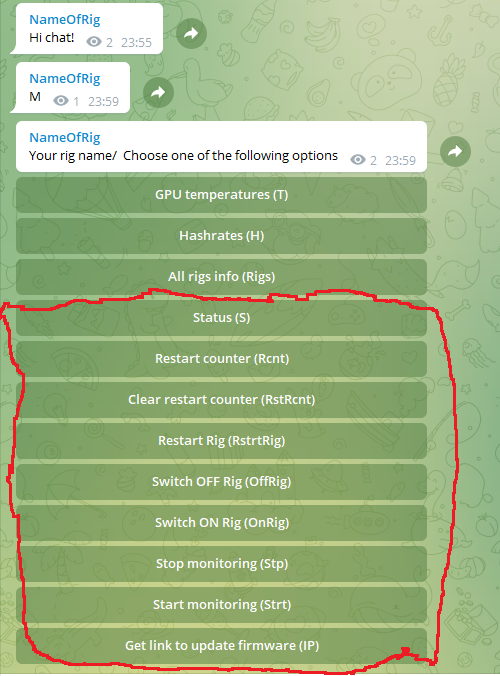 NameOfRig
Hi chat! 2 23:55
NameOfRig
M 1 23:59
NameOfRig
Your rig name/ Choose one of the following options 2 23:59
GPU temperatures (T)
Hashrates (H)
All rigs info (Rigs)
Status (S)
Restart counter (Rcnt)
Clear restart counter (RstRcnt)
Restart Rig (RstrtRig)
Switch OFF Rig (OffRig)
Switch ON Rig (OnRig)
Stop monitoring (Stp)
Start monitoring (Strt)
Get link to update firmware (IP)